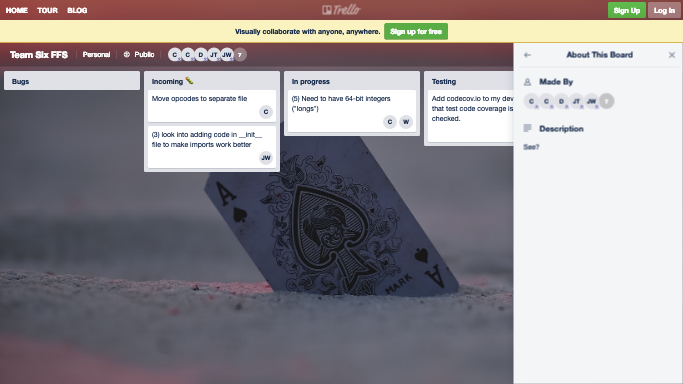 HOME TOUR BLOG Trello Sign Up Log In
Visually collaborate with anyone, anywhere. Sign up for free
Team Six FFS Personal Public C C D JT JW 7
About This Board
Made By
C C D JT JW 7
Description
See?
Bugs
Incoming
Move opcodes to separate file
C
(3) look into adding code in __init__
file to make imports work better
JW
In progress
(5) Need to have 64-bit integers
("longs")
C W
Testing
Add codecov.io to my dev
that test code coverage is
checked.
A
MARK
A